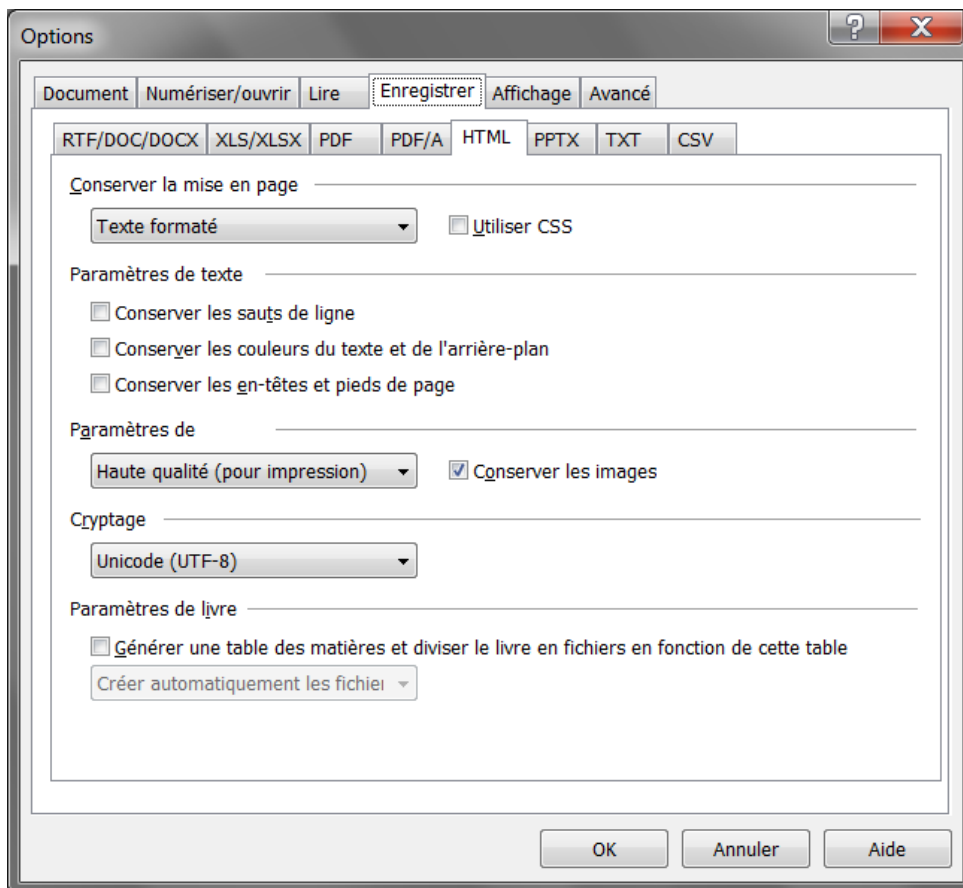 Options
Document Numériser/ouvrir Lire Enregistrer Affichage Avancé
RTF/DOC/DOCX XLS/XLSX PDF PDF/A HTML PPTX TXT CSV
Conserver la mise en page
Texte formaté Utiliser CSS
Paramètres de texte
Conserver les sauts de ligne
Conserver les couleurs du texte et de l'arrière-plan
Conserver les en-têtes et pieds de page
Paramètres de
Haute qualité (pour impression) Conserver les images
Cryptage
Unicode (UTF-8)
Paramètres de livre
Générer une table des matières et diviser le livre en fichiers en fonction de cette table
Créer automatiquement les fichier
OK Annuler Aide